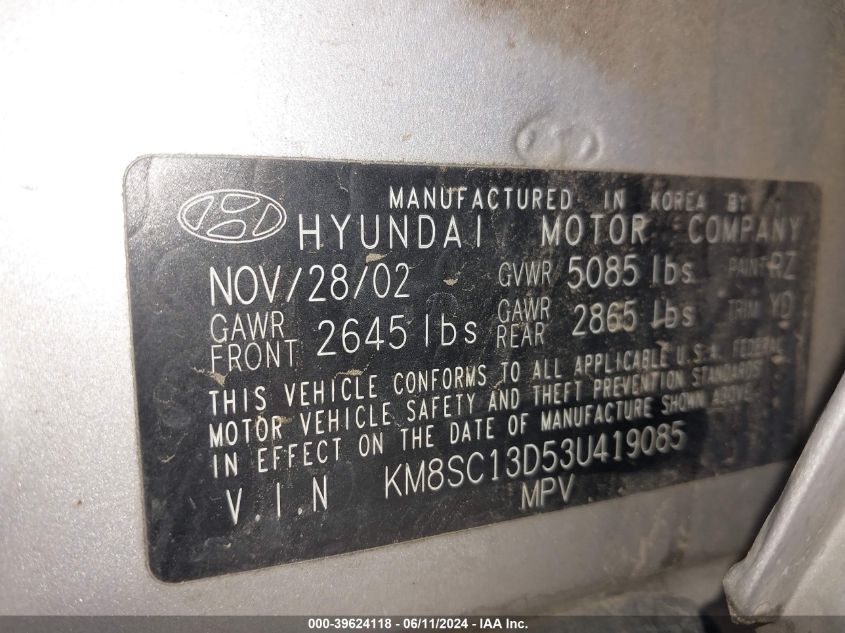 MANUFACTURED IN KOREA BY
HYUNDAI MOTOR COMPANY
NOV/28/02 GVWR 5085 lbs PAINT RZ
GAWR FRONT 2645 lbs GAWR REAR 2865 lbs TRIM YD
THIS VEHICLE CONFORMS TO ALL APPLICABLE U.S.A. FEDERAL
MOTOR VEHICLE SAFETY AND THEFT PREVENTION STANDARDS
IN EFFECT ON THE DATE OF MANUFACTURE SHOWN ABOVE.
V.I.N KM8SC13D53U419085
MPV
000-39624118 - 06/11/2024 - IAA Inc.